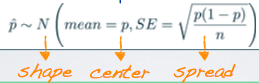 p̂ ~ N ( mean = p, SE = √( p(1 − p) / n ) )
shape center spread